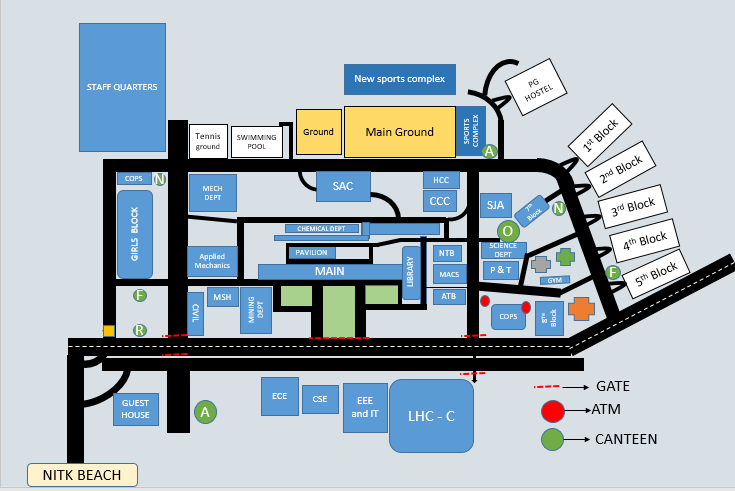 STAFF QUARTERS
New sports complex
PG
HOSTEL
Tennis
ground
SWIMMING
POOL
Ground
Main Ground
SPORTS
COMPLEX
A
1st Block
2nd Block
3rd Block
4th Block
5th Block
COPS
N
MECH
DEPT
SAC
HCC
CCC
SJA
7th
Block
N
GIRLS BLOCK
CHEMICAL DEPT
O
SCIENCE
DEPT
Applied
Mechanics
PAVILION
MAIN
LIBRARY
NTB
MACS
ATB
P & T
GYM
F
F
R
CIVIL
MSH
MINING
DEPT
COPS
8th
Block
GUEST
HOUSE
A
ECE
CSE
EEE
and IT
LHC - C
GATE
ATM
CANTEEN
NITK BEACH